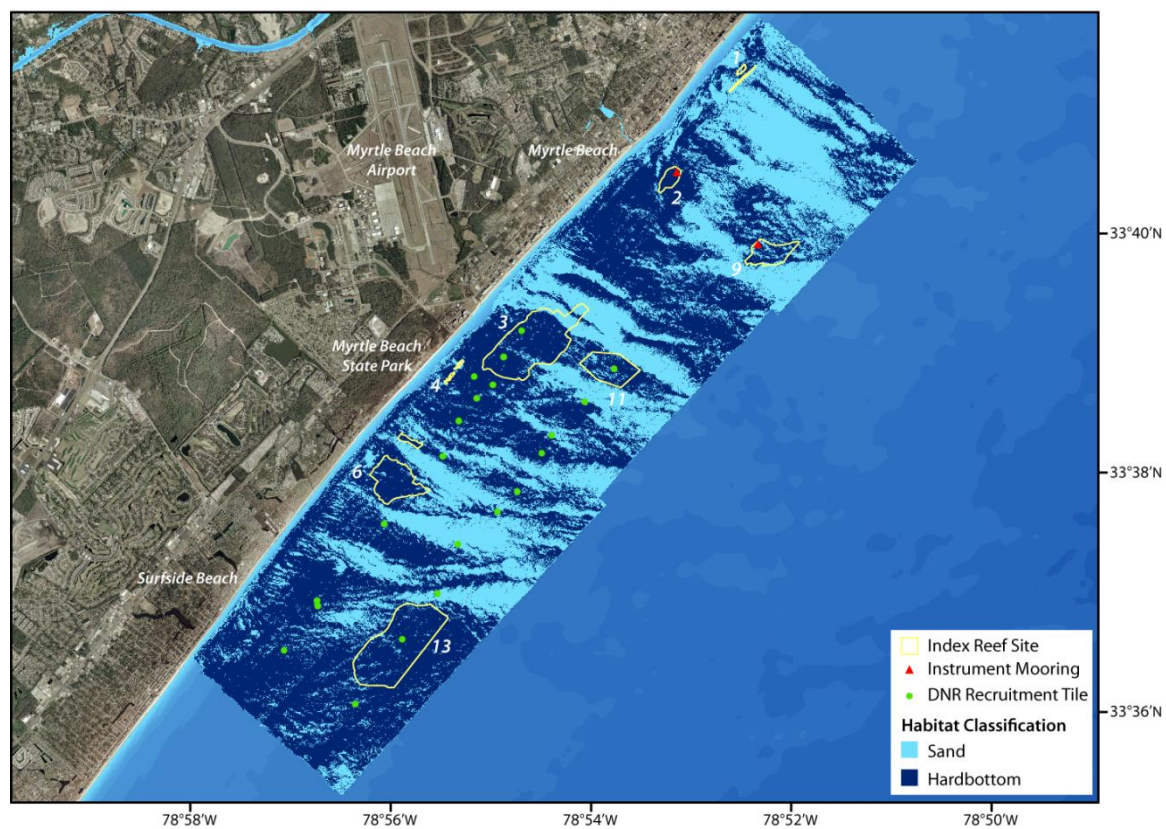 1
Myrtle Beach
Airport
Myrtle Beach
2
9
33°40'N
3
Myrtle Beach
State Park
4
11
6
33°38'N
Surfside Beach
13
Index Reef Site
Instrument Mooring
DNR Recruitment Tile
Habitat Classification
Sand
Hardbottom
33°36'N
78°58'W
78°56'W
78°54'W
78°52'W
78°50'W